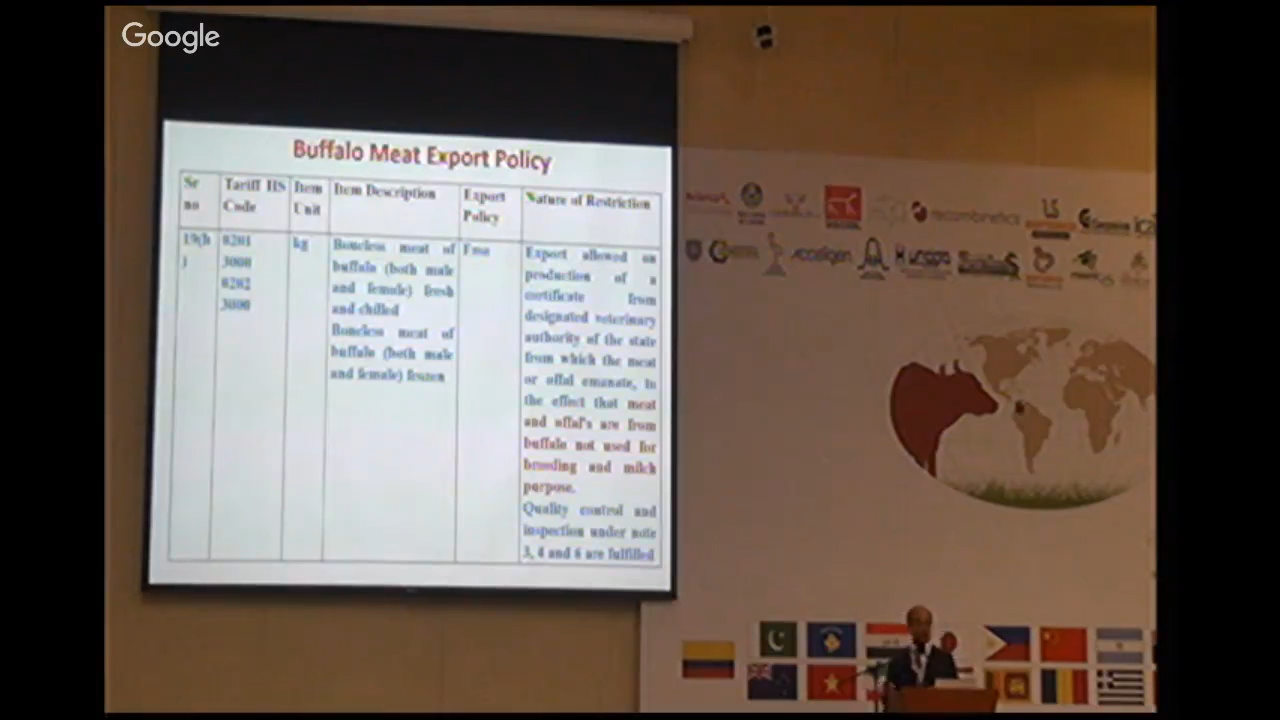 Google
Buffalo Meat Export Policy
Sr
no
Tariff HS
Code
Item
Unit
Item Description
Export
Policy
Nature of Restriction
19(b
)
0201
3000
0202
3000
kg
Boneless meat of
buffalo (both male
and female) fresh
and chilled
Boneless meat of
buffalo (both male
and female) frozen
Free
Export allowed on
production of a
certificate from
designated veterinary
authority of the state
from which the meat
or offal emanate, to
the effect that meat
and offal's are from
buffalo not used for
breeding and milch
purpose.
Quality control and
inspection under note
3, 4 and 6 are fulfilled
recombinetics
Accelgen